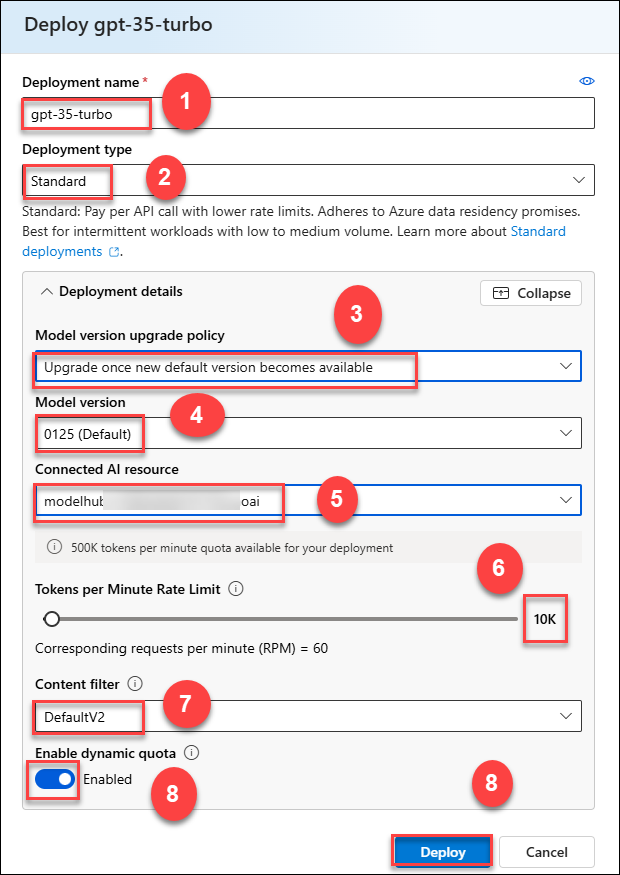 Deploy gpt-35-turbo
Deployment name *
1
gpt-35-turbo
Deployment type
2
Standard
Standard: Pay per API call with lower rate limits. Adheres to Azure data residency promises.
Best for intermittent workloads with low to medium volume. Learn more about Standard
deployments.
Deployment details
Collapse
3
Model version upgrade policy
Upgrade once new default version becomes available
Model version
4
0125 (Default)
Connected AI resource
5
modelhub oai
500K tokens per minute quota available for your deployment
6
Tokens per Minute Rate Limit
10K
Corresponding requests per minute (RPM) = 60
Content filter
7
DefaultV2
Enable dynamic quota
Enabled
8
8
Deploy
Cancel